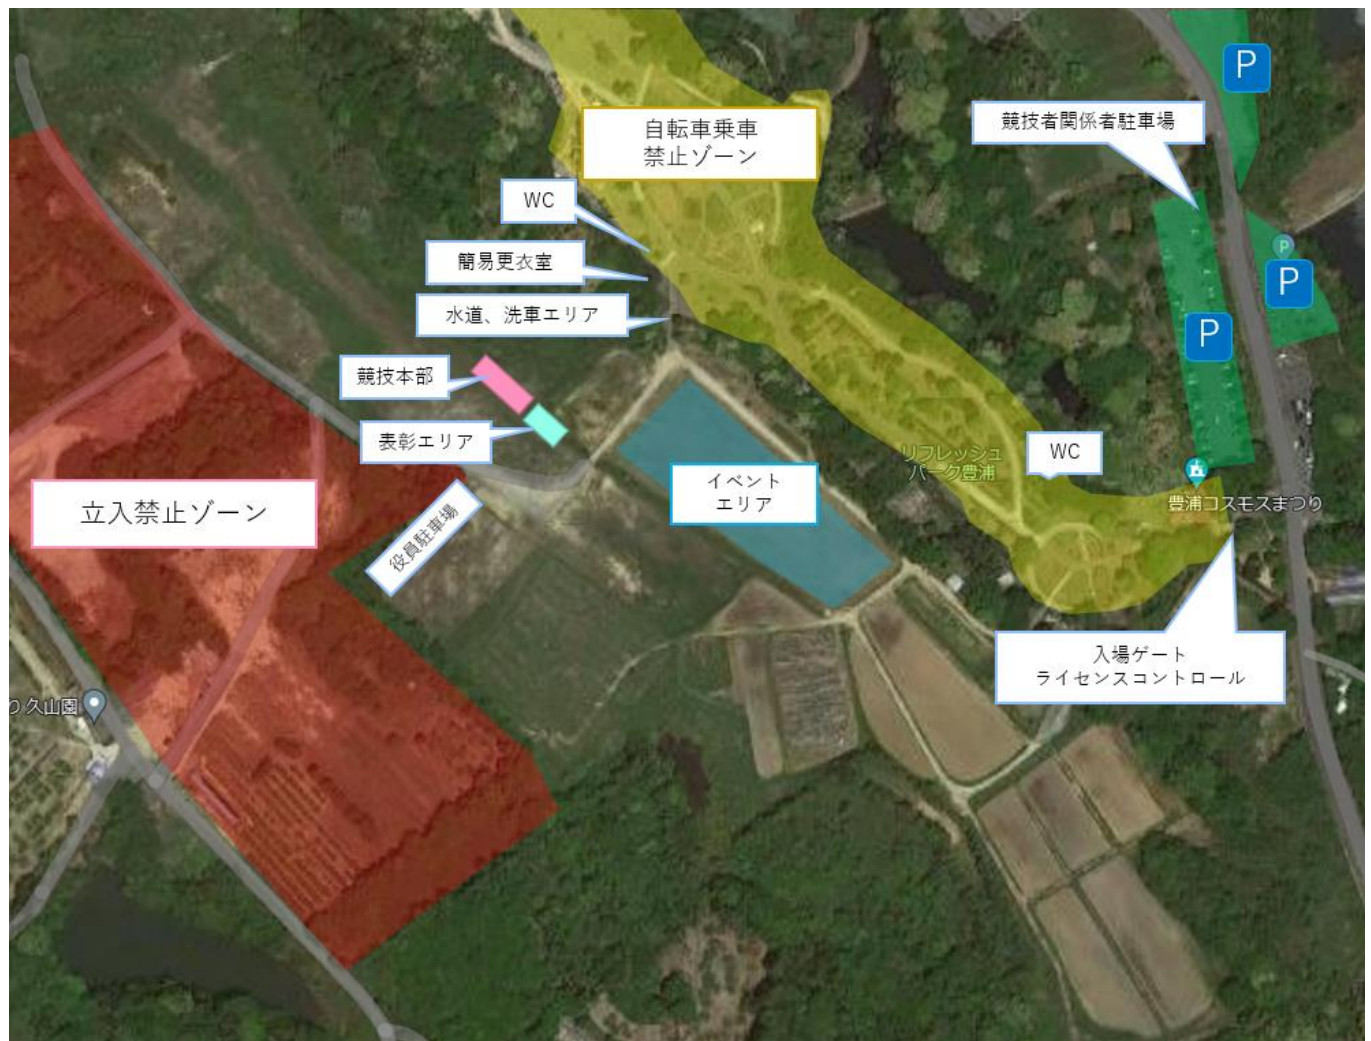 P
競技者関係者駐車場
自転車乗車
禁止ゾーン
WC
簡易更衣室
P
P
水道、洗車エリア
P
競技本部
表彰エリア
WC
リフレッシュ
パーク豊浦
イベント
エリア
立入禁止ゾーン
豊浦コスモスまつり
役員駐車場
入場ゲート
ライセンスコントロール
り久山園